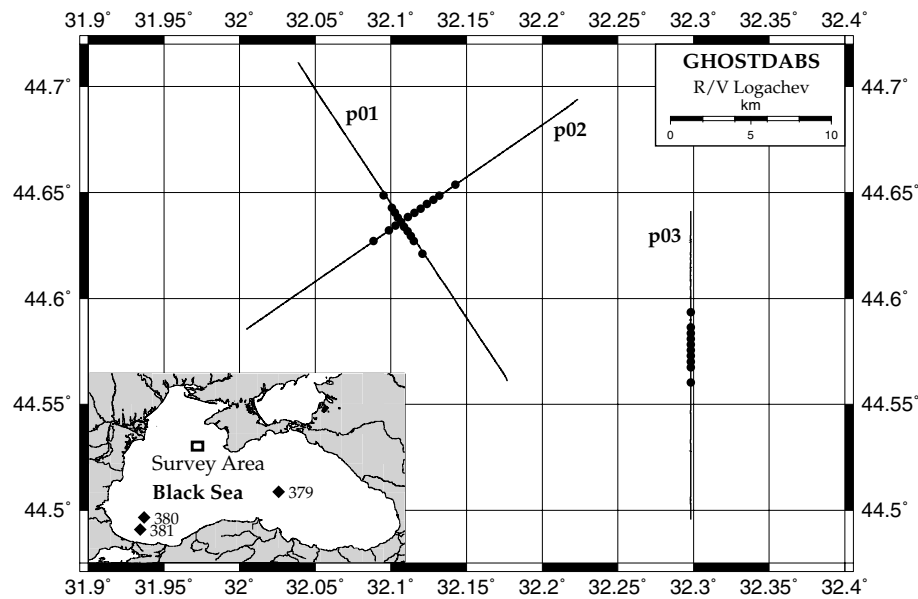 31.9˚ 31.95˚ 32˚ 32.05˚ 32.1˚ 32.15˚ 32.2˚ 32.25˚ 32.3˚ 32.35˚ 32.4˚
GHOSTDABS
R/V Logachev
km
0 5 10
44.7˚ 44.7˚
p01
p02
44.65˚ 44.65˚
p03
44.6˚ 44.6˚
44.55˚ 44.55˚
Survey Area
Black Sea
379
44.5˚ 44.5˚
380
381
31.9˚ 31.95˚ 32˚ 32.05˚ 32.1˚ 32.15˚ 32.2˚ 32.25˚ 32.3˚ 32.35˚ 32.4˚